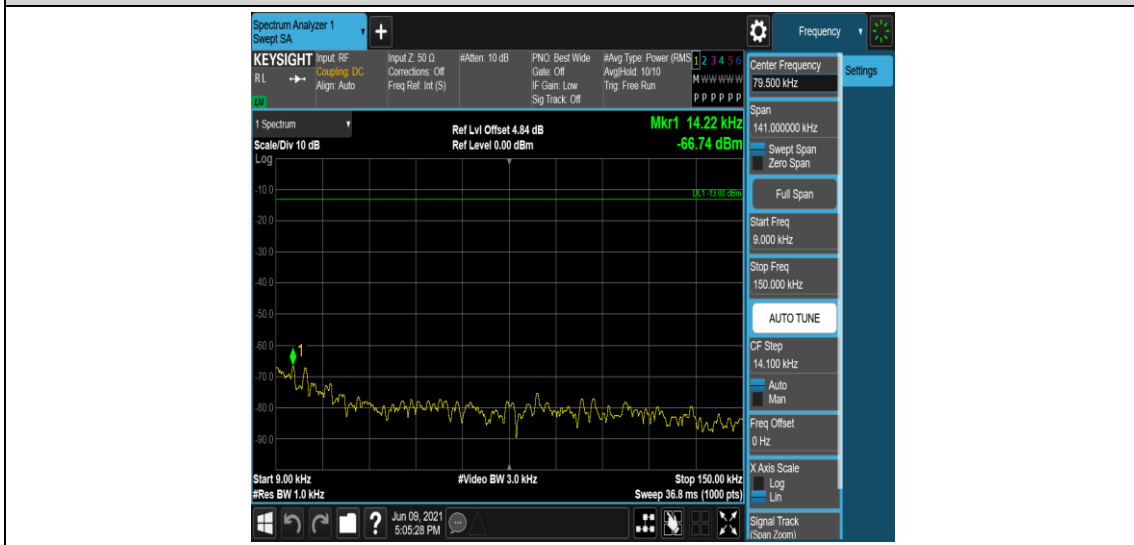 Spectrum Analyzer 1
Swept SA
+
Frequency
KEYSIGHT
RL
LXI
Input: RF
Coupling: DC
Align: Auto
Input Z: 50 Ω
Corrections: Off
Freq Ref: Int (S)
#Atten: 10 dB
PNO: Best Wide
Gate: Off
IF Gain: Low
Sig Track: Off
#Avg Type: Power (RMS
Avg|Hold: 10/10
Trig: Free Run
1 2 3 4 5 6
M W W W W W
P P P P P P
1 Spectrum
Scale/Div 10 dB
Ref Lvl Offset 4.84 dB
Ref Level 0.00 dBm
Mkr1 14.22 kHz
-66.74 dBm
Log
DL1 -13.00 dBm
-10.0
-20.0
-30.0
-40.0
-50.0
-60.0
1
-70.0
-80.0
-90.0
Start 9.00 kHz
#Video BW 3.0 kHz
Stop 150.00 kHz
#Res BW 1.0 kHz
Sweep 36.8 ms (1000 pts)
?
Jun 09, 2021
5:05:28 PM
Center Frequency
79.500 kHz
Settings
Span
141.000000 kHz
Swept Span
Zero Span
Full Span
Start Freq
9.000 kHz
Stop Freq
150.000 kHz
AUTO TUNE
CF Step
14.100 kHz
Auto
Man
Freq Offset
0 Hz
X Axis Scale
Log
Lin
Signal Track
(Span Zoom)